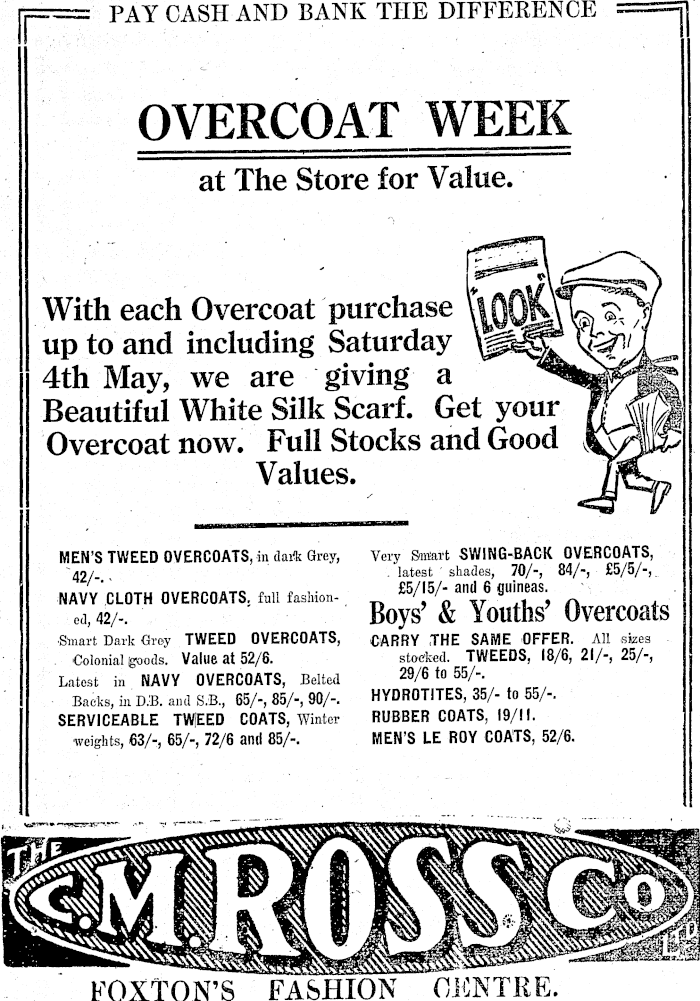 PAY CASH AND BANK THE DIFFERENCE
OVERCOAT WEEK
at The Store for Value.
"LOOK"
With each Overcoat purchase
up to and including Saturday
4th May, we are giving a
Beautiful White Silk Scarf. Get your
Overcoat now. Full Stocks and Good
Values.
MEN'S TWEED OVERCOATS, in dark Grey,
42/-.
NAVY CLOTH OVERCOATS, full fashion-
ed, 42/-.
Smart Dark Grey TWEED OVERCOATS,
Colonial goods. Value at 52/6.
Latest in NAVY OVERCOATS, Belted
Backs, in D.B. and S.B., 65/-, 85/-, 90/-.
SERVICEABLE TWEED COATS, Winter
weights, 63/-, 65/-, 72/6 and 85/-.
Very Smart SWING-BACK OVERCOATS,
latest shades, 70/-, 84/-, £5/5/-,
£5/15/- and 6 guineas.
Boys' & Youths' Overcoats
CARRY THE SAME OFFER. All sizes
stocked. TWEEDS, 18/6, 21/-, 25/-,
29/6 to 55/-.
HYDROTITES, 35/- to 55/-.
RUBBER COATS, 19/11.
MEN'S LE ROY COATS, 52/6.
THE
C.M. ROSS Co
LTD
FOXTON'S FASHION CENTRE.